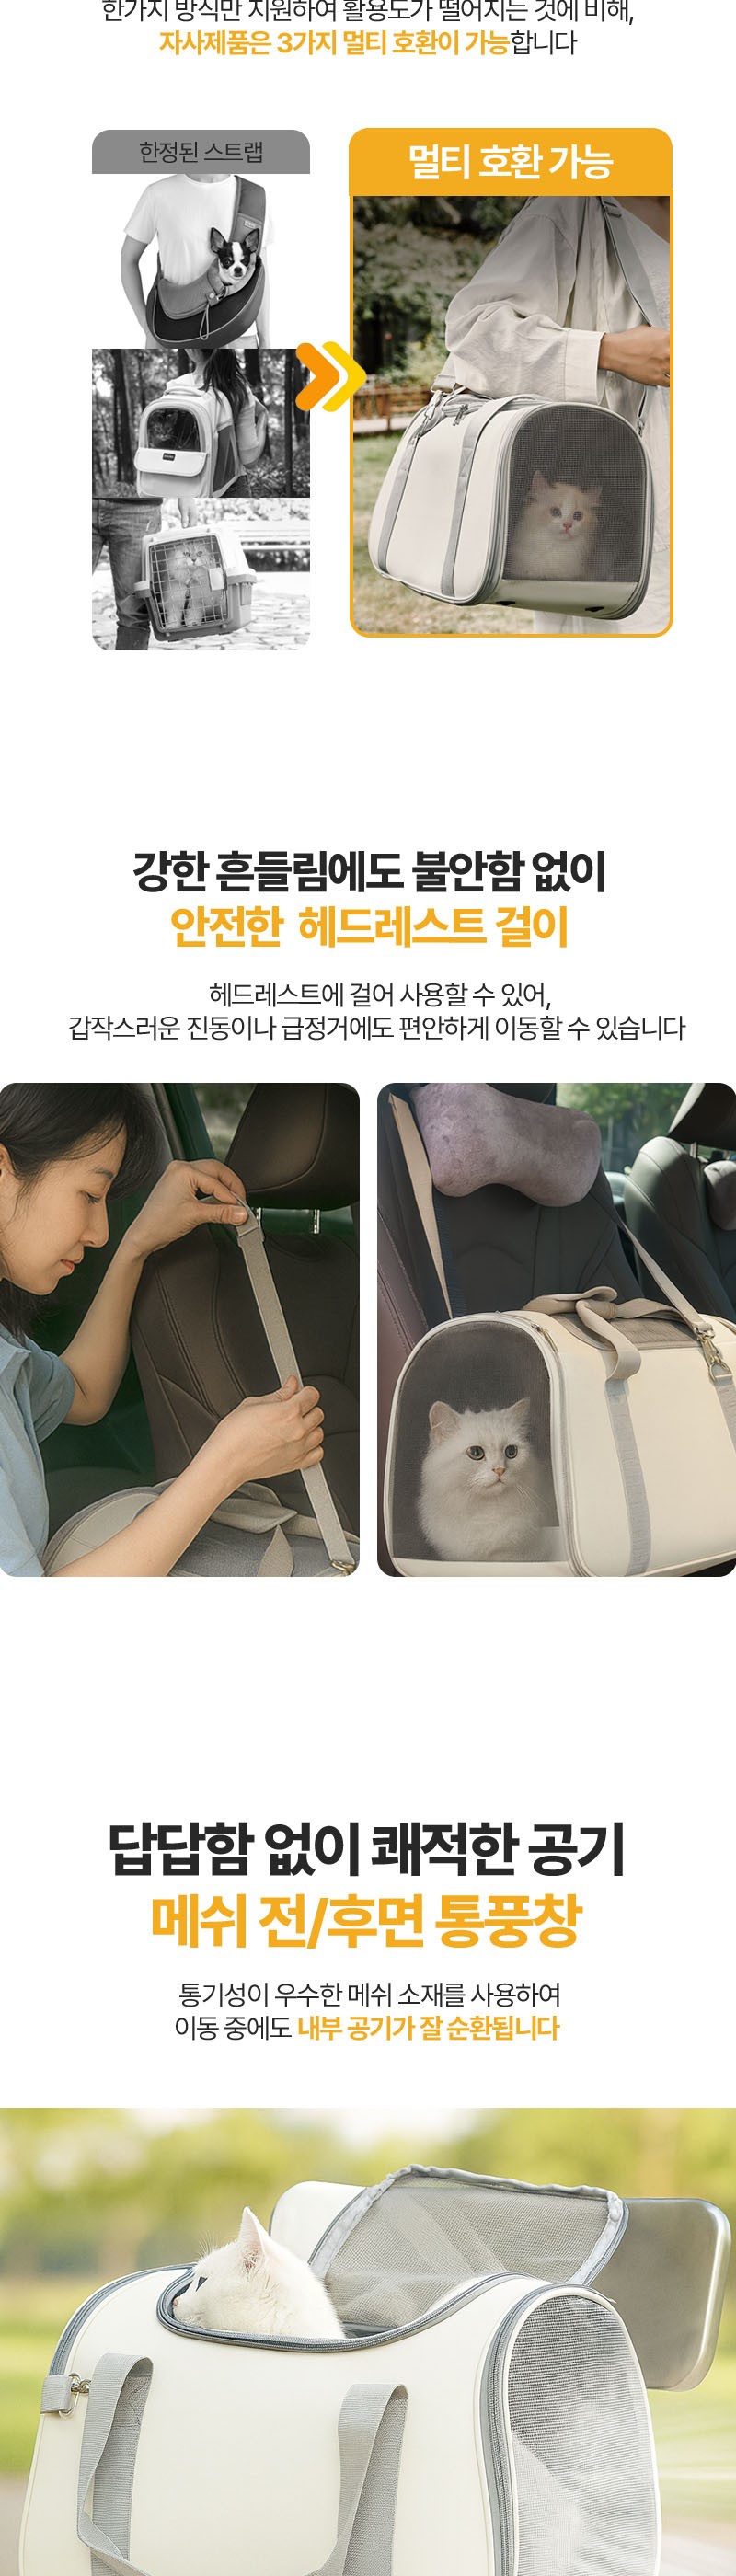 한가지 방식만 지원하여 활용도가 떨어지는 것에 비해,
자사제품은 3가지 멀티 호환이 가능합니다
한정된 스트랩
멀티 호환 가능
강한 흔들림에도 불안함 없이
안전한 헤드레스트 걸이
헤드레스트에 걸어 사용할 수 있어,
갑작스러운 진동이나 급정거에도 편안하게 이동할 수 있습니다
답답함 없이 쾌적한 공기
메쉬 전/후면 통풍창
통기성이 우수한 메쉬 소재를 사용하여
이동 중에도 내부 공기가 잘 순환됩니다